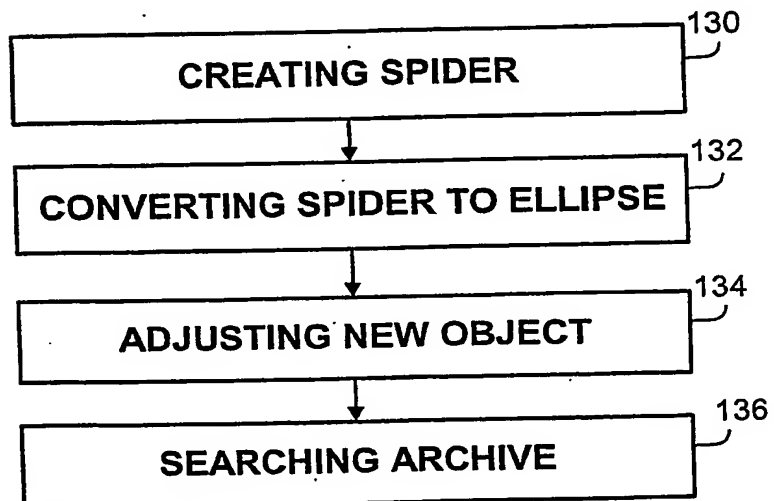 130
CREATING SPIDER
132
CONVERTING SPIDER TO ELLIPSE
134
ADJUSTING NEW OBJECT
136
SEARCHING ARCHIVE